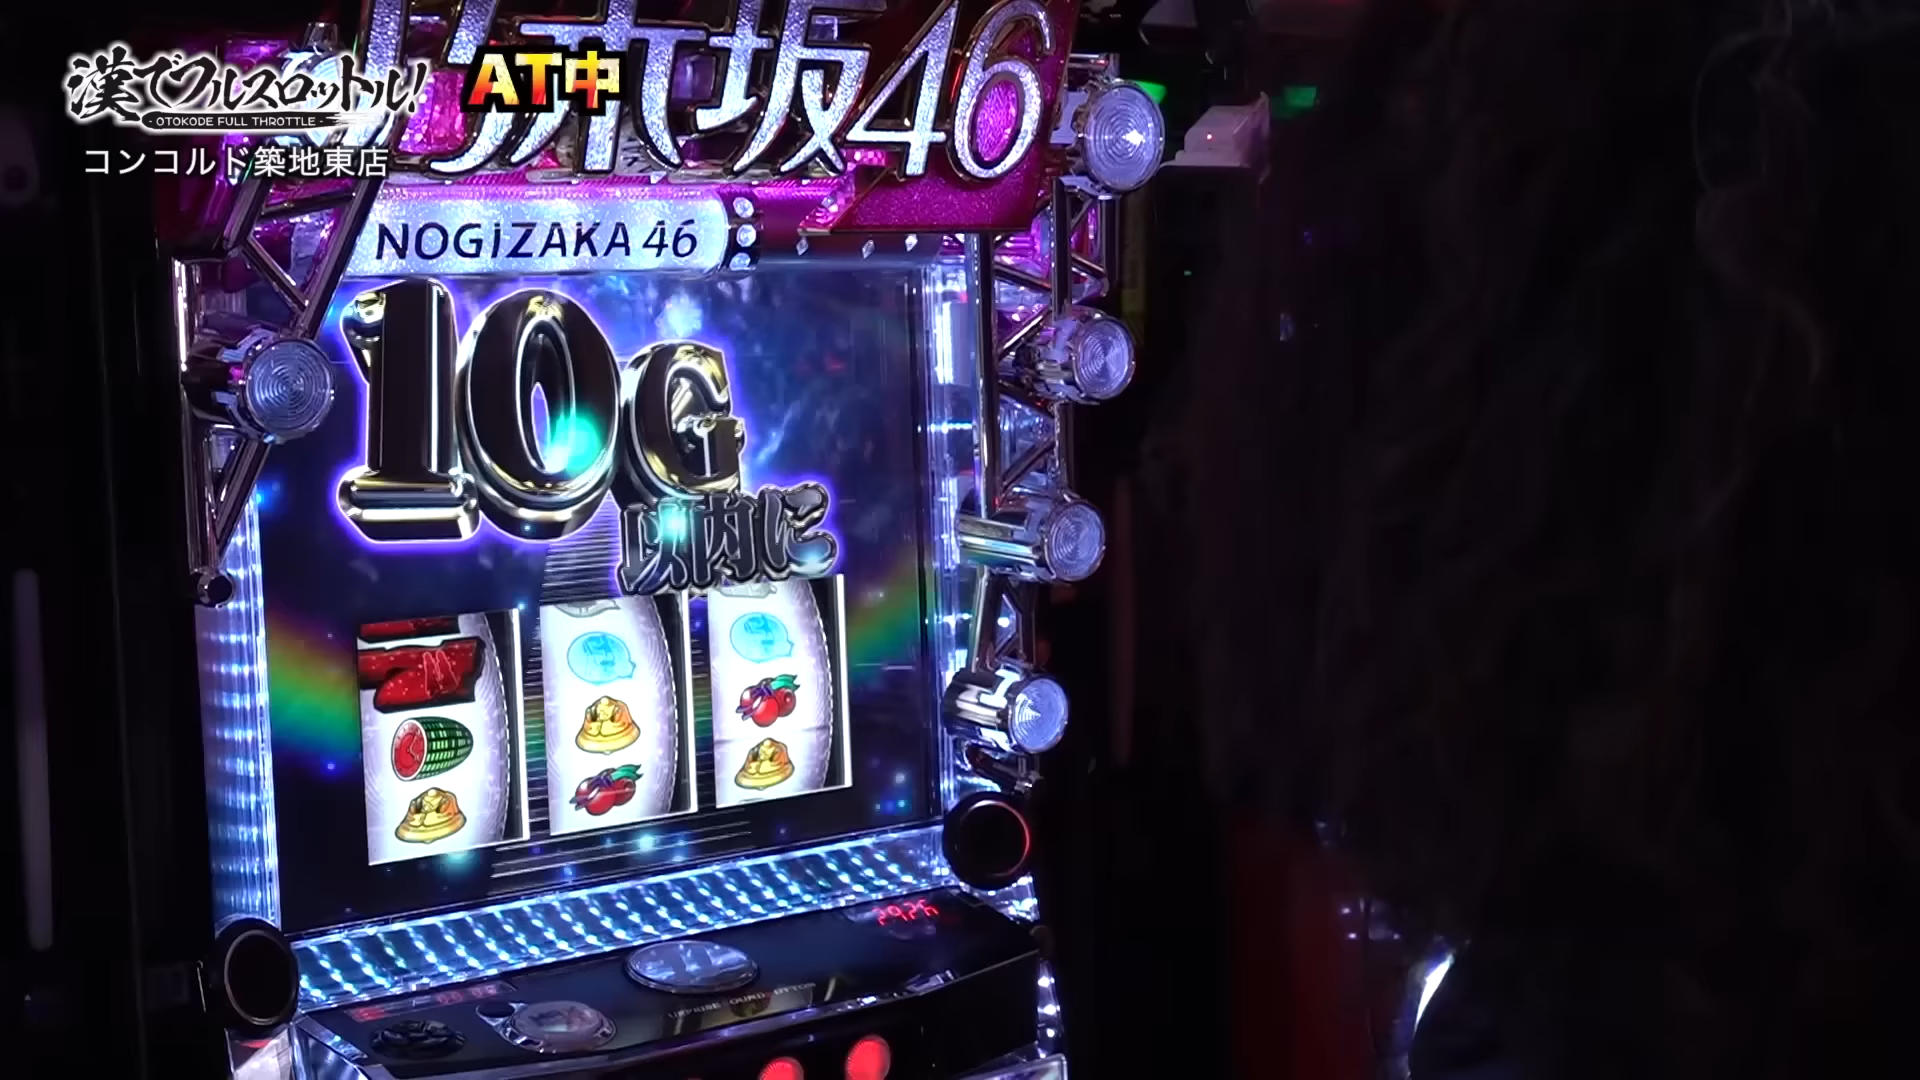 漢でフルスロットル！
- OTOKODE FULL THROTTLE -
コンコルド築地東店
AT中
乃木坂46
NOGIZAKA 46
10G
以内に